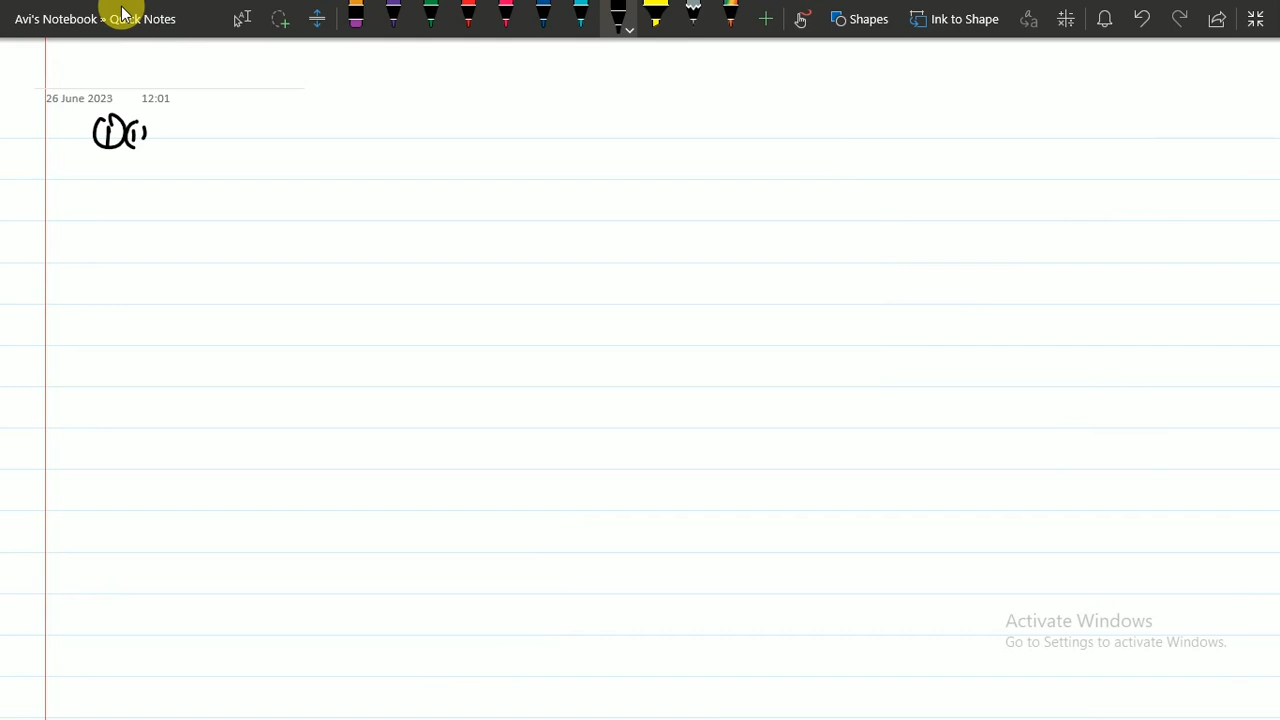 Avi's Notebook » Quick Notes
Shapes
Ink to Shape
26 June 2023 12:01
①(i)
Activate Windows
Go to Settings to activate Windows.